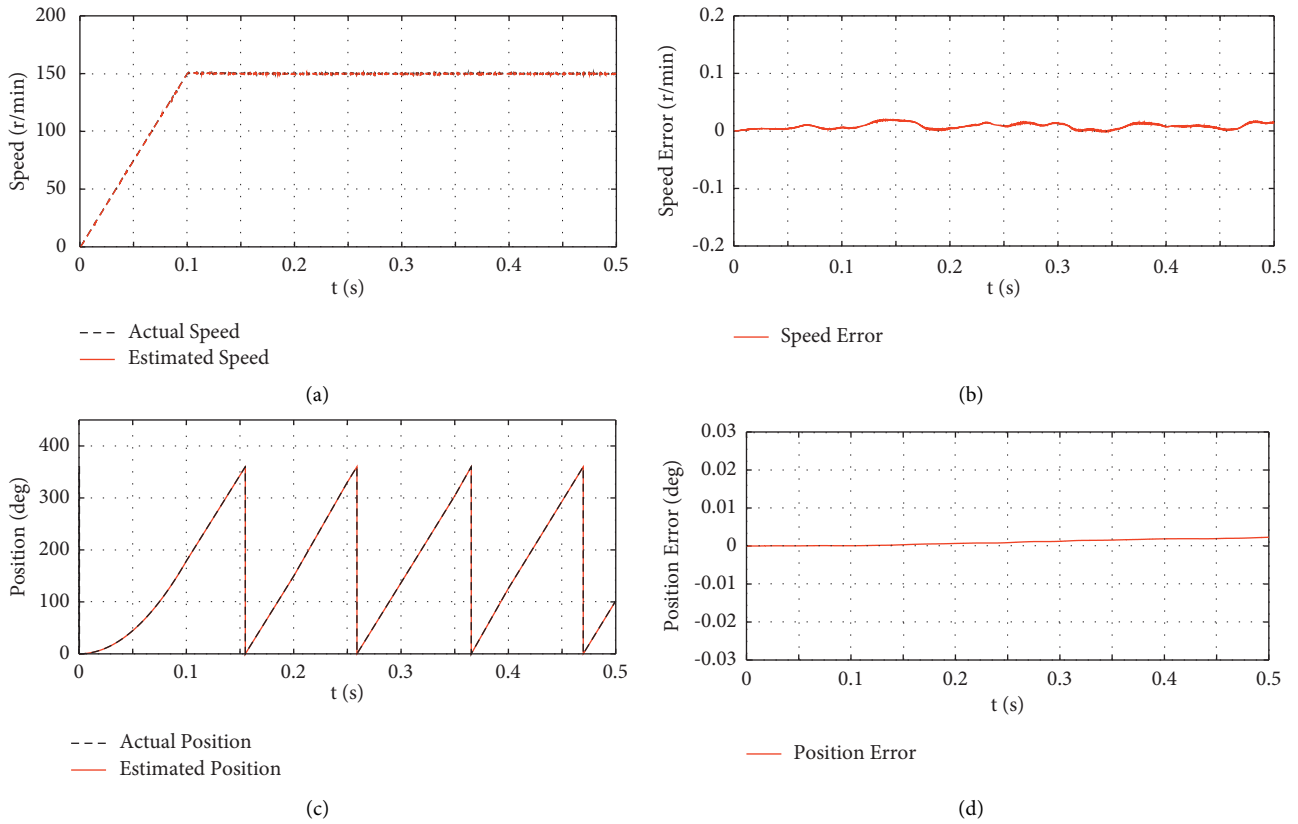 200
150
100
50
0
Speed (r/min)
0
0.1
0.2
0.3
0.4
0.5
t (s)
Actual Speed
Estimated Speed
(a)
0.2
0.1
0
-0.1
-0.2
Speed Error (r/min)
0
0.1
0.2
0.3
0.4
0.5
t (s)
Speed Error
(b)
400
300
200
100
0
Position (deg)
0
0.1
0.2
0.3
0.4
0.5
t (s)
Actual Position
Estimated Position
(c)
0.03
0.02
0.01
0
-0.01
-0.02
-0.03
Position Error (deg)
0
0.1
0.2
0.3
0.4
0.5
t (s)
Position Error
(d)